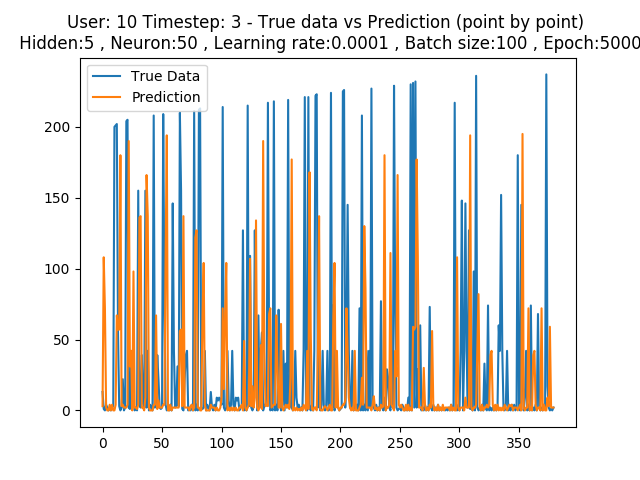 User: 10 Timestep: 3 - True data vs Prediction (point by point)
Hidden:5 , Neuron:50 , Learning rate:0.0001 , Batch size:100 , Epoch:5000
True Data
Prediction
200
150
100
50
0
0 50 100 150 200 250 300 350